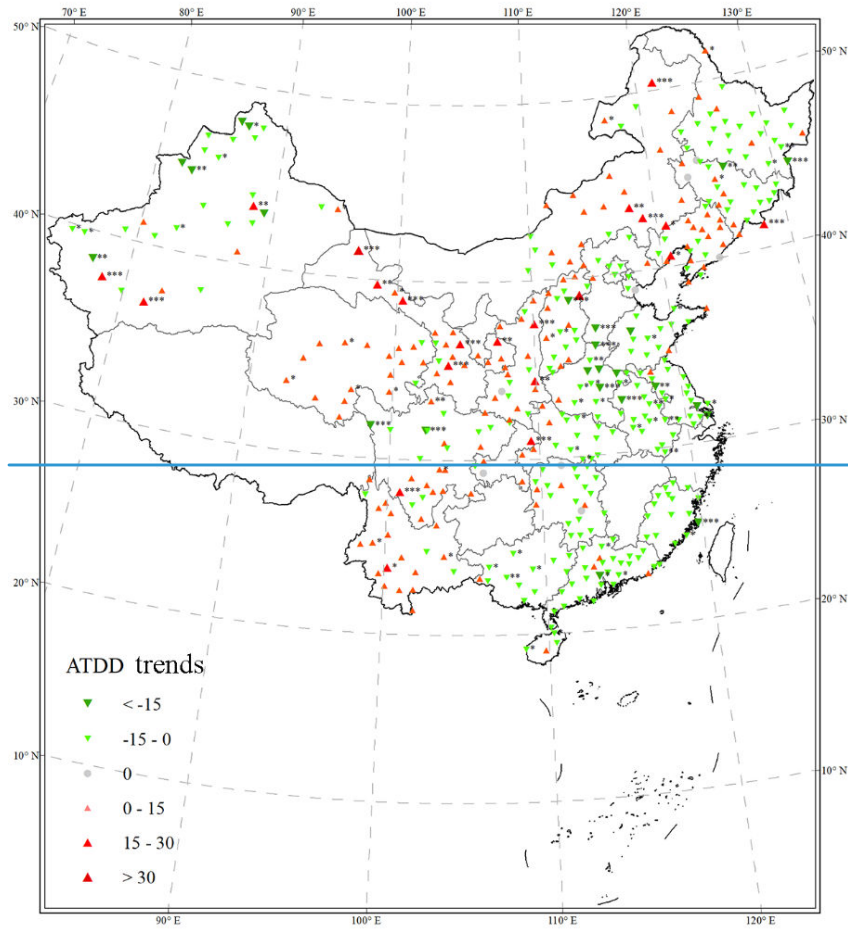 70° E 80° E 90° E 100° E 110° E 120° E 130° E
50° N
50° N
40° N
40° N
30° N
30° N
20° N
20° N
10° N
10° N
ATDD trends
< -15
-15 - 0
0
0 - 15
15 - 30
> 30
90° E 100° E 110° E 120° E